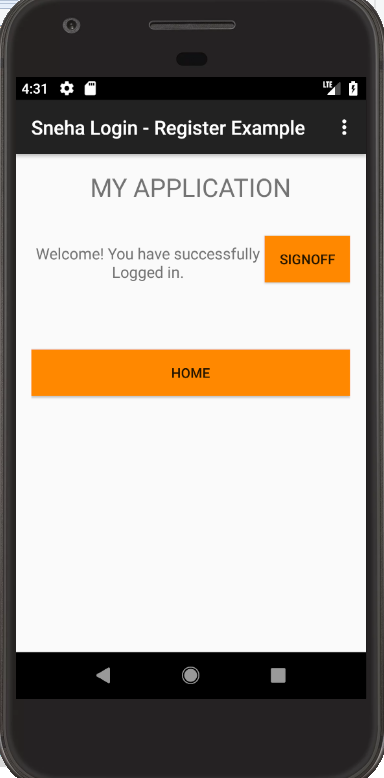 4:31 LTE
Sneha Login - Register Example
MY APPLICATION
Welcome! You have successfully
Logged in.
SIGNOFF
HOME